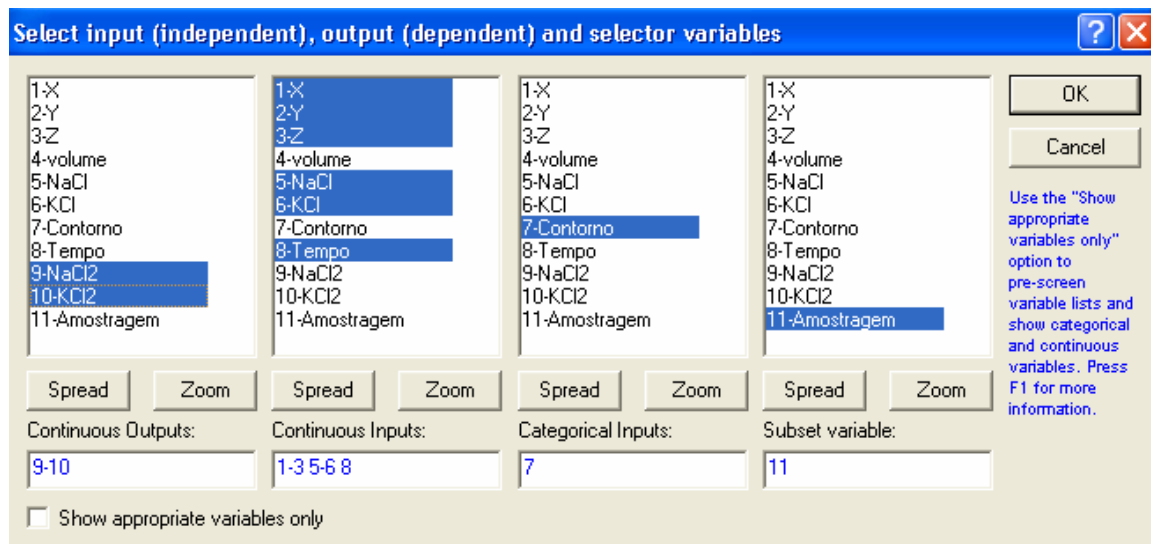 Select input (independent), output (dependent) and selector variables
1-X
2-Y
3-Z
4-volume
5-NaCl
6-KCl
7-Contorno
8-Tempo
9-NaCl2
10-KCl2
11-Amostragem
Spread
Zoom
Continuous Outputs:
9-10
1-X
2-Y
3-Z
4-volume
5-NaCl
6-KCl
7-Contorno
8-Tempo
9-NaCl2
10-KCl2
11-Amostragem
Spread
Zoom
Continuous Inputs:
1-3 5-6 8
1-X
2-Y
3-Z
4-volume
5-NaCl
6-KCl
7-Contorno
8-Tempo
9-NaCl2
10-KCl2
11-Amostragem
Spread
Zoom
Categorical Inputs:
7
1-X
2-Y
3-Z
4-volume
5-NaCl
6-KCl
7-Contorno
8-Tempo
9-NaCl2
10-KCl2
11-Amostragem
Spread
Zoom
Subset variable:
11
OK
Cancel
Use the "Show
appropriate
variables only"
option to
pre-screen
variable lists and
show categorical
and continuous
variables. Press
F1 for more
information.
Show appropriate variables only